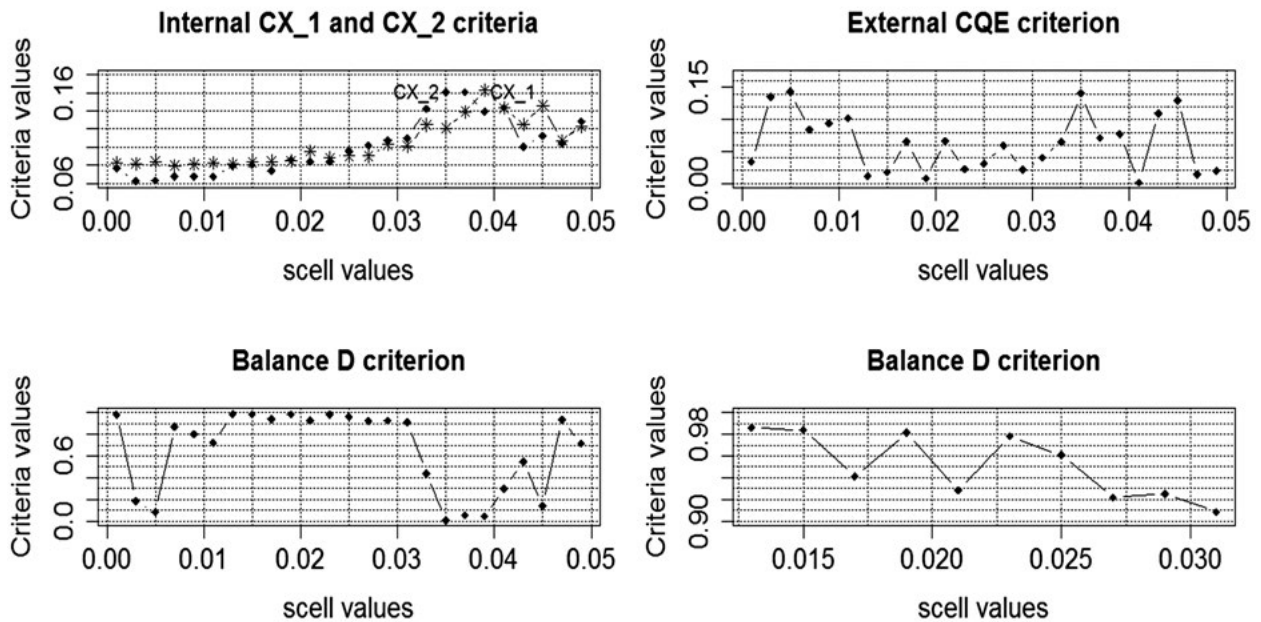 Internal CX_1 and CX_2 criteria
Criteria values
0.16
0.06
CX_2
CX_1
0.00 0.01 0.02 0.03 0.04 0.05
scell values
External CQE criterion
Criteria values
0.15
0.00
0.00 0.01 0.02 0.03 0.04 0.05
scell values
Balance D criterion
Criteria values
0.6
0.0
0.00 0.01 0.02 0.03 0.04 0.05
scell values
Balance D criterion
Criteria values
0.98
0.90
0.015 0.020 0.025 0.030
scell values